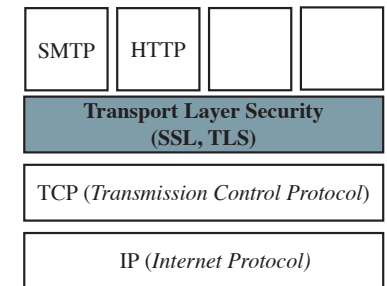 SMTP HTTP
Transport Layer Security
(SSL, TLS)
TCP (Transmission Control Protocol)
IP (Internet Protocol)